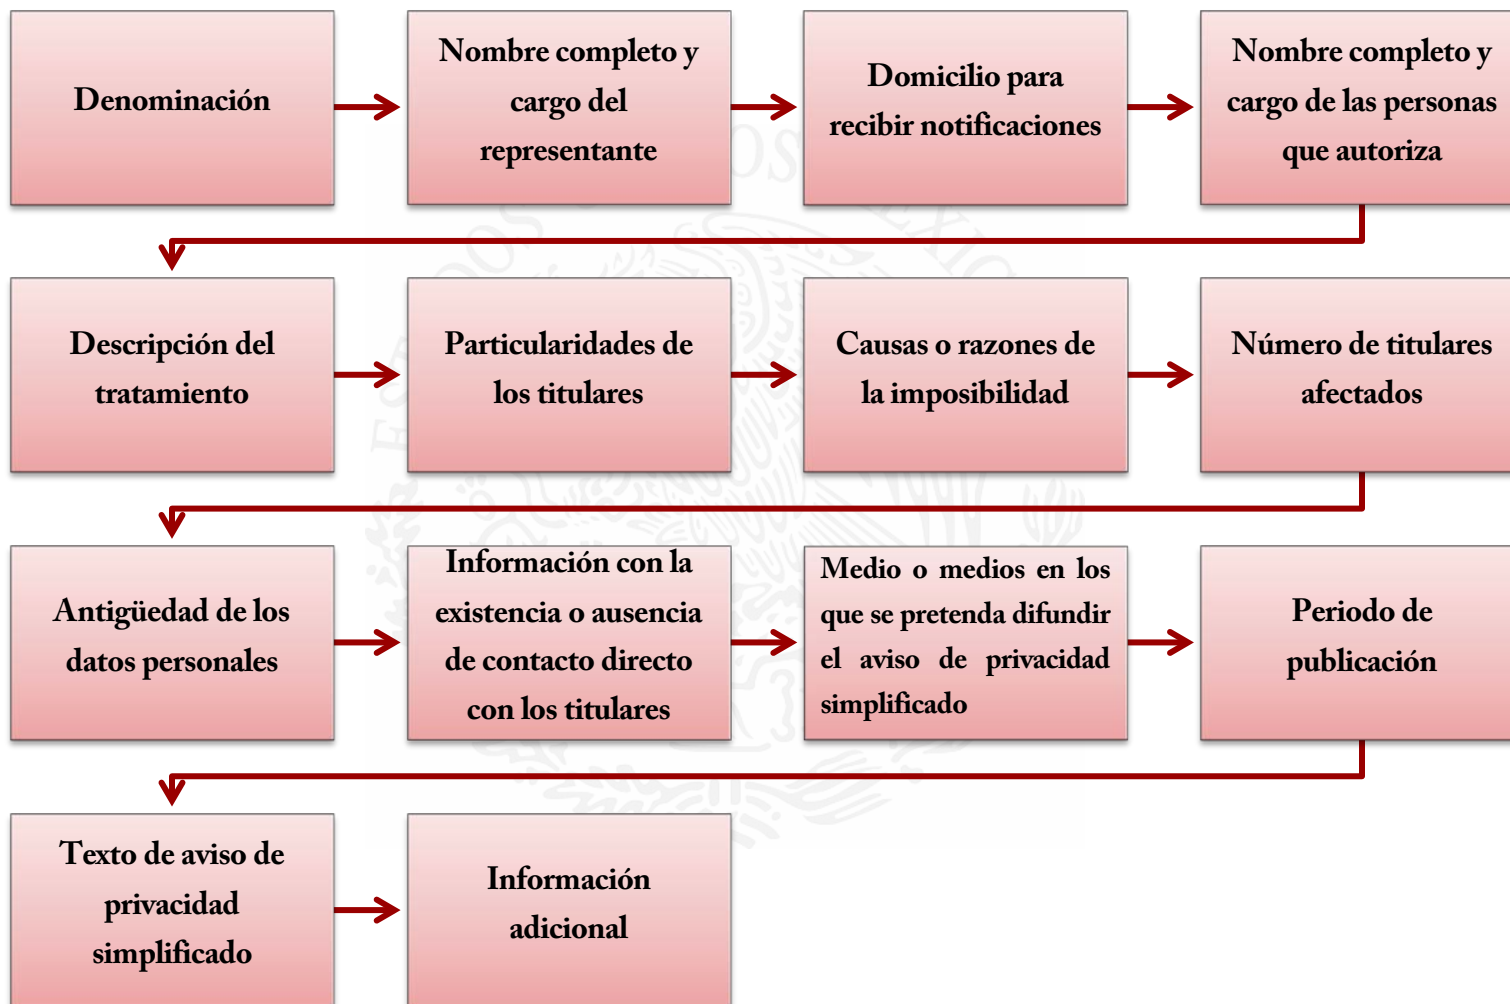 Denominación
Nombre completo y
cargo del
representante
Domicilio para
recibir notificaciones
Nombre completo y
cargo de las personas
que autoriza
Descripción del
tratamiento
Particularidades de
los titulares
Causas o razones de
la imposibilidad
Número de titulares
afectados
Antigüedad de los
datos personales
Información con la
existencia o ausencia
de contacto directo
con los titulares
Medio o medios en los
que se pretenda difundir
el aviso de privacidad
simplificado
Periodo de
publicación
Texto de aviso de
privacidad
simplificado
Información
adicional